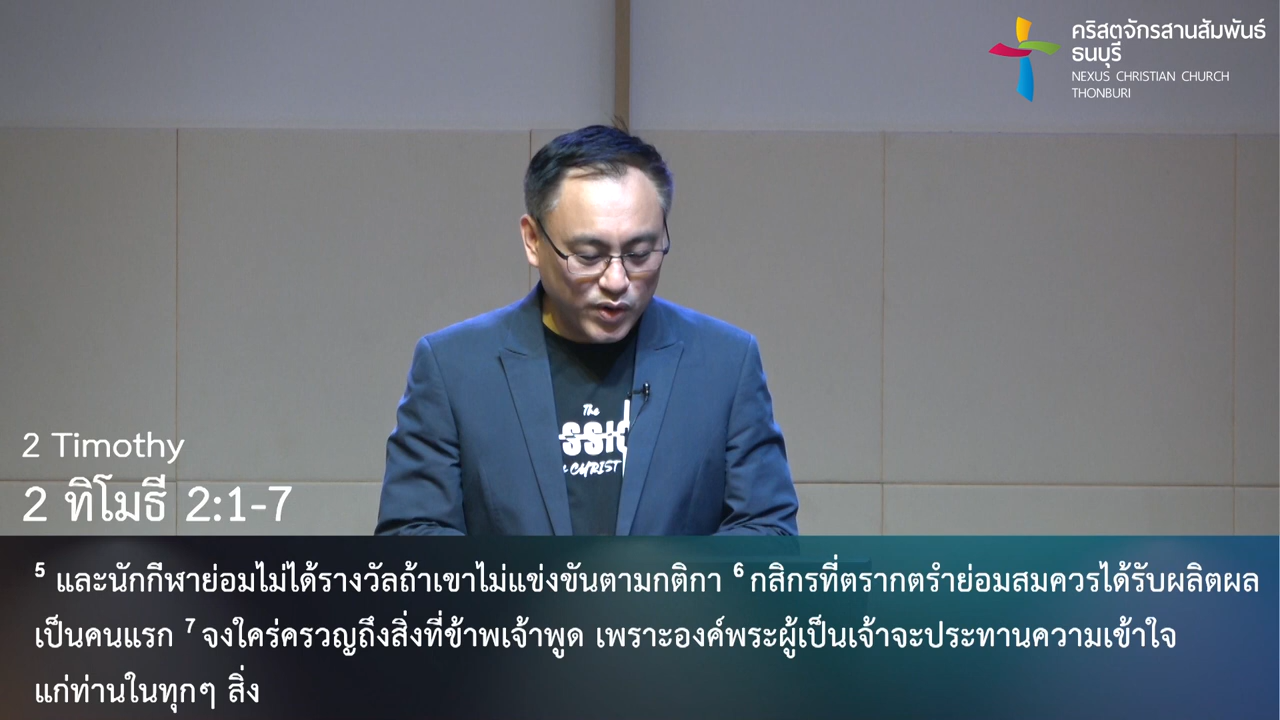 คริสตจักรสานสัมพันธ์
ธนบุรี
NEXUS CHRISTIAN CHURCH
THONBURI
The
CHRIST
2 Timothy
2 ทิโมธี 2:1-7
5 และนักกีฬาย่อมไม่ได้รางวัลถ้าเขาไม่แข่งขันตามกติกา 6 กสิกรที่ตรากตรำย่อมสมควรได้รับผลิตผล
เป็นคนแรก 7 จงใคร่ครวญถึงสิ่งที่ข้าพเจ้าพูด เพราะองค์พระผู้เป็นเจ้าจะประทานความเข้าใจ
แก่ท่านในทุกๆ สิ่ง